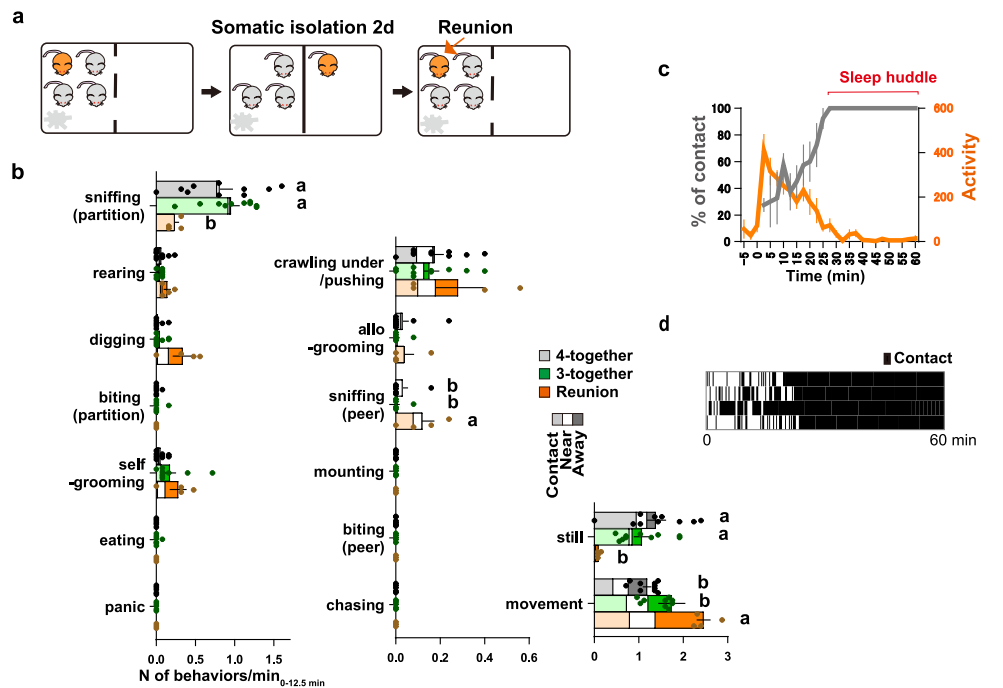 a
Somatic isolation 2d
Reunion
b
sniffing
(partition)
a
a
b
rearing
digging
biting
(partition)
self
-grooming
eating
panic
0.0 0.5 1.0 1.5
N of behaviors/min0-12.5 min
crawling under
/pushing
allo
-grooming
sniffing
(peer)
b
b
a
mounting
biting
(peer)
chasing
0.0 0.2 0.4 0.6
4-together
3-together
Reunion
Contact
Near
Away
still
a
a
b
movement
b
b
a
0 1 2 3
c
Sleep huddle
% of contact
100
80
60
40
20
0
Activity
600
400
200
0
-5 0 5 10 15 20 25 30 35 40 45 50 55 60
Time (min)
d
Contact
0 60 min